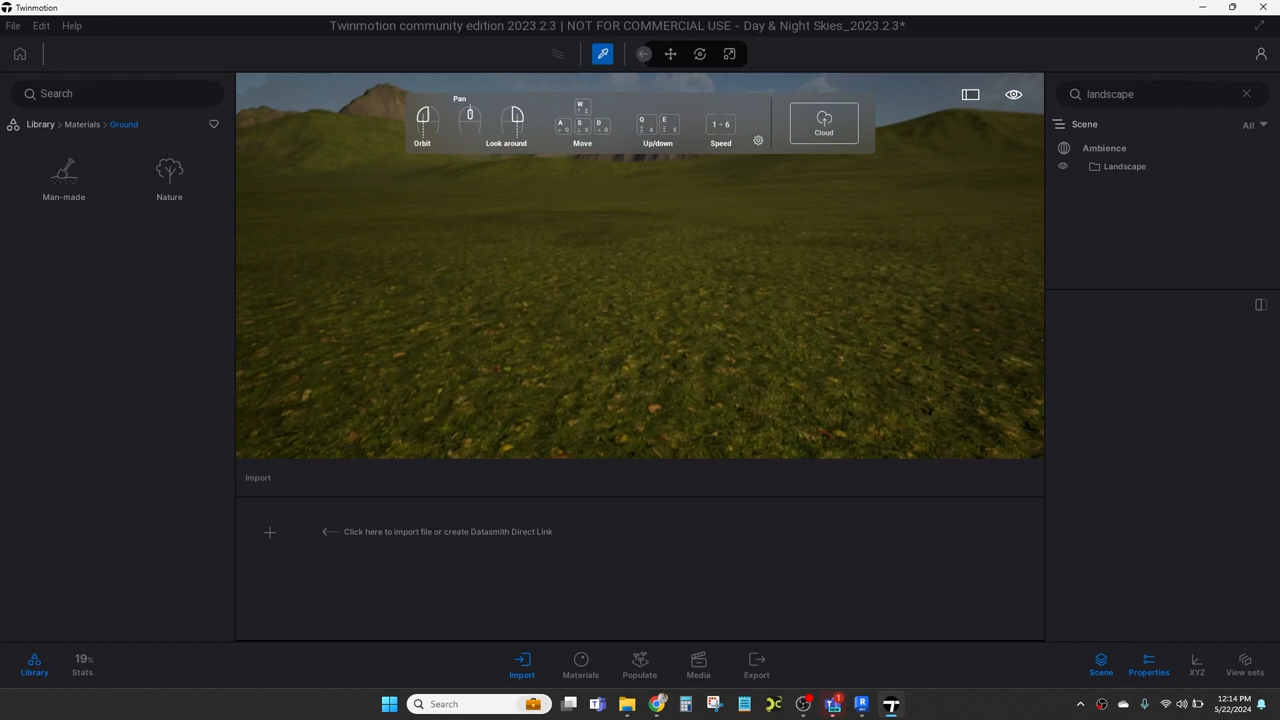 Twinmotion
File Edit Help
Twinmotion community edition 2023.2.3 | NOT FOR COMMERCIAL USE - Day & Night Skies_2023.2.3*
Search
Library > Materials > Ground
Man-made
Nature
Pan
Orbit
Look around
W
A S D
Move
Q E
Up/down
1 → 6
Speed
Cloud
landscape
Scene
All
Ambience
Landscape
Import
Click here to import file or create Datasmith Direct Link
Library
19%
Stats
Import
Materials
Populate
Media
Export
Scene
Properties
XYZ
View sets
Search
1
12:14 PM
5/22/2024